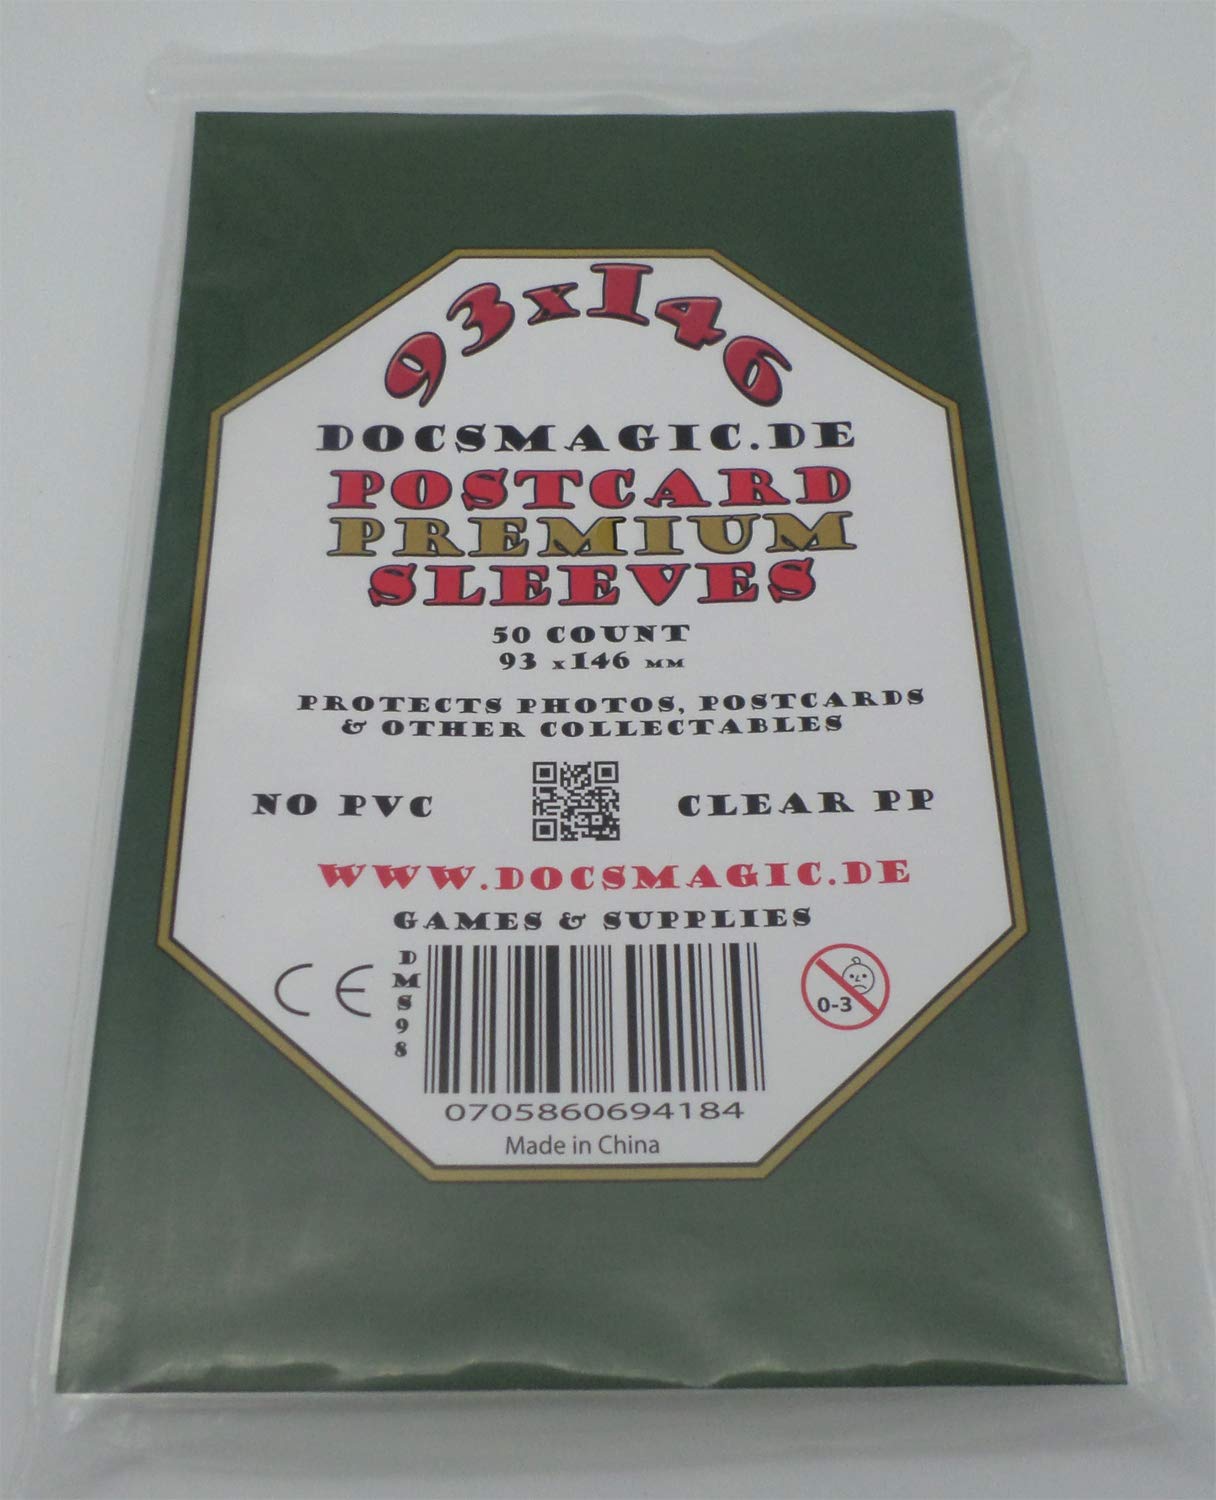 93x146
DOCSMAGIC.DE
POSTCARD
PREMIUM
SLEEVES
50 COUNT
93 x146 MM
PROTECTS PHOTOS, POSTCARDS
& OTHER COLLECTABLES
NO PVC CLEAR PP
WWW.DOCSMAGIC.DE
GAMES & SUPPLIES
CE
DMS98
0-3
0705860694184
Made in China